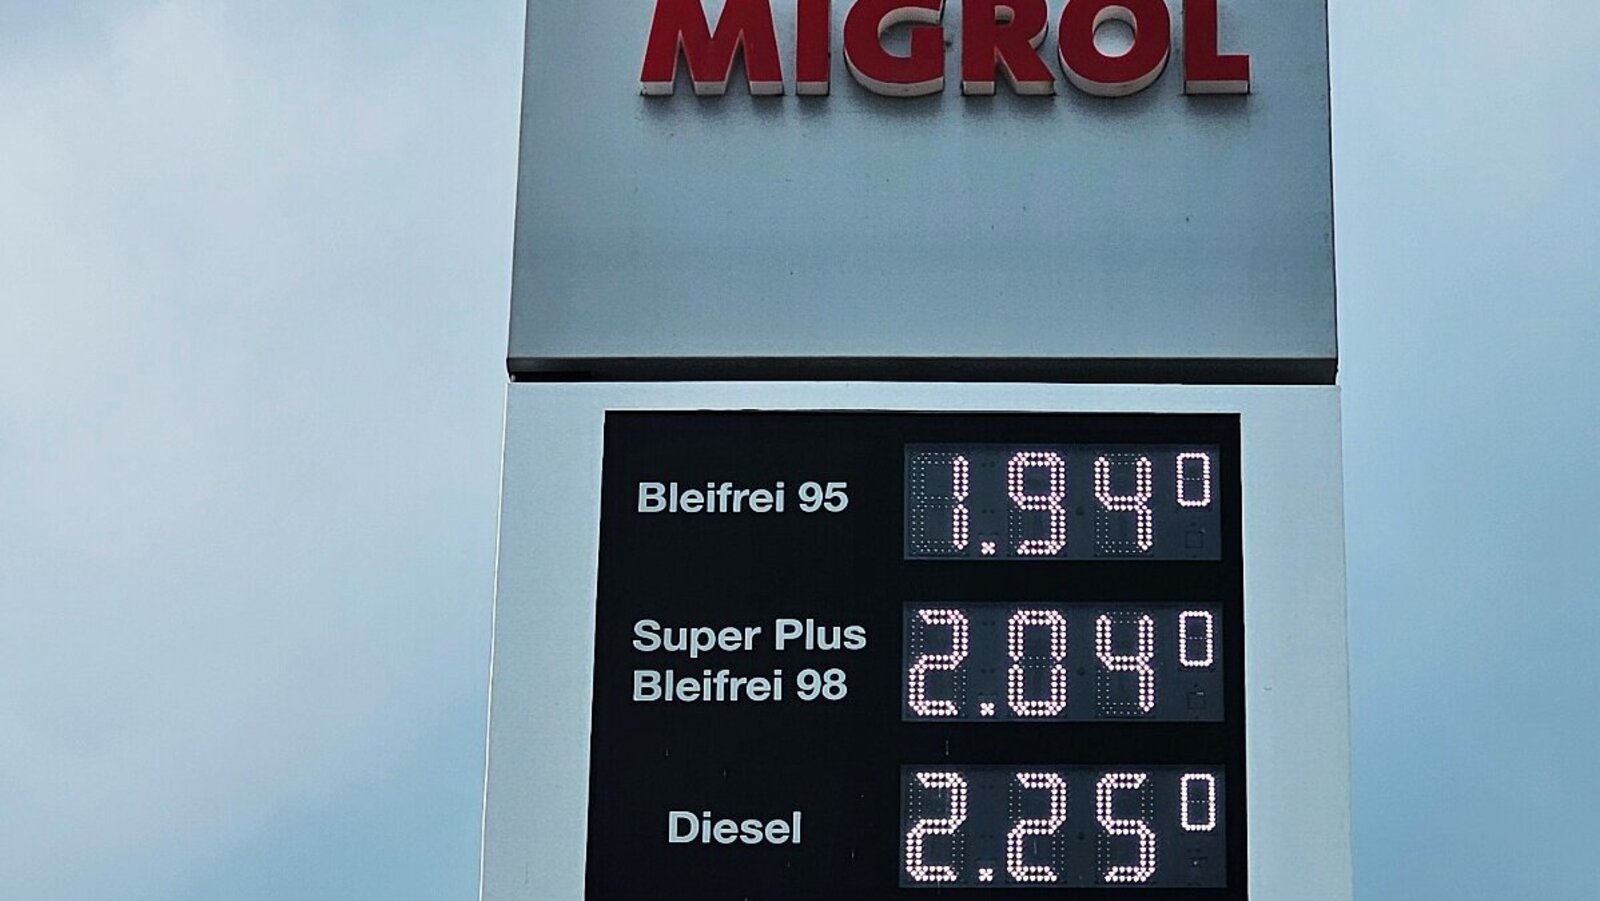 MIGROL
Bleifrei 95 1.94⁰
Super Plus
Bleifrei 98 2.04⁰
Diesel 2.25⁰